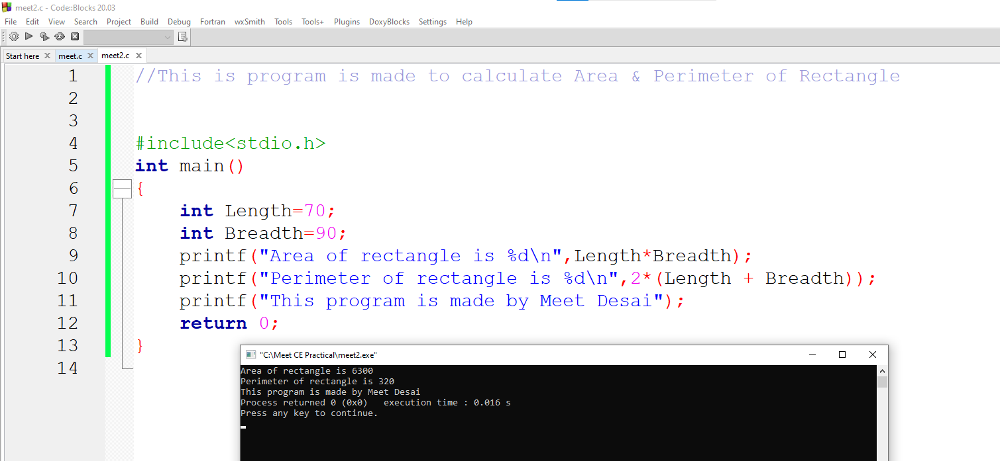 meet2.c - Code::Blocks 20.03
File Edit View Search Project Build Debug Fortran wxSmith Tools Tools+ Plugins DoxyBlocks Settings Help
Start here meet.c meet2.c
1 //This is program is made to calculate Area & Perimeter of Rectangle
2
3
4 #include<stdio.h>
5 int main()
6 {
7     int Length=70;
8     int Breadth=90;
9     printf("Area of rectangle is %d\n",Length*Breadth);
10     printf("Perimeter of rectangle is %d\n",2*(Length + Breadth));
11     printf("This program is made by Meet Desai");
12     return 0;
13 }
14
"C:\Meet CE Practical\meet2.exe"
Area of rectangle is 6300
Perimeter of rectangle is 320
This program is made by Meet Desai
Process returned 0 (0x0)   execution time : 0.016 s
Press any key to continue.